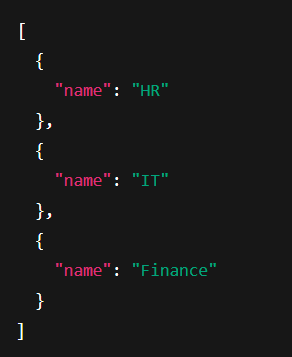 [
  {
    "name": "HR"
  },
  {
    "name": "IT"
  },
  {
    "name": "Finance"
  }
]